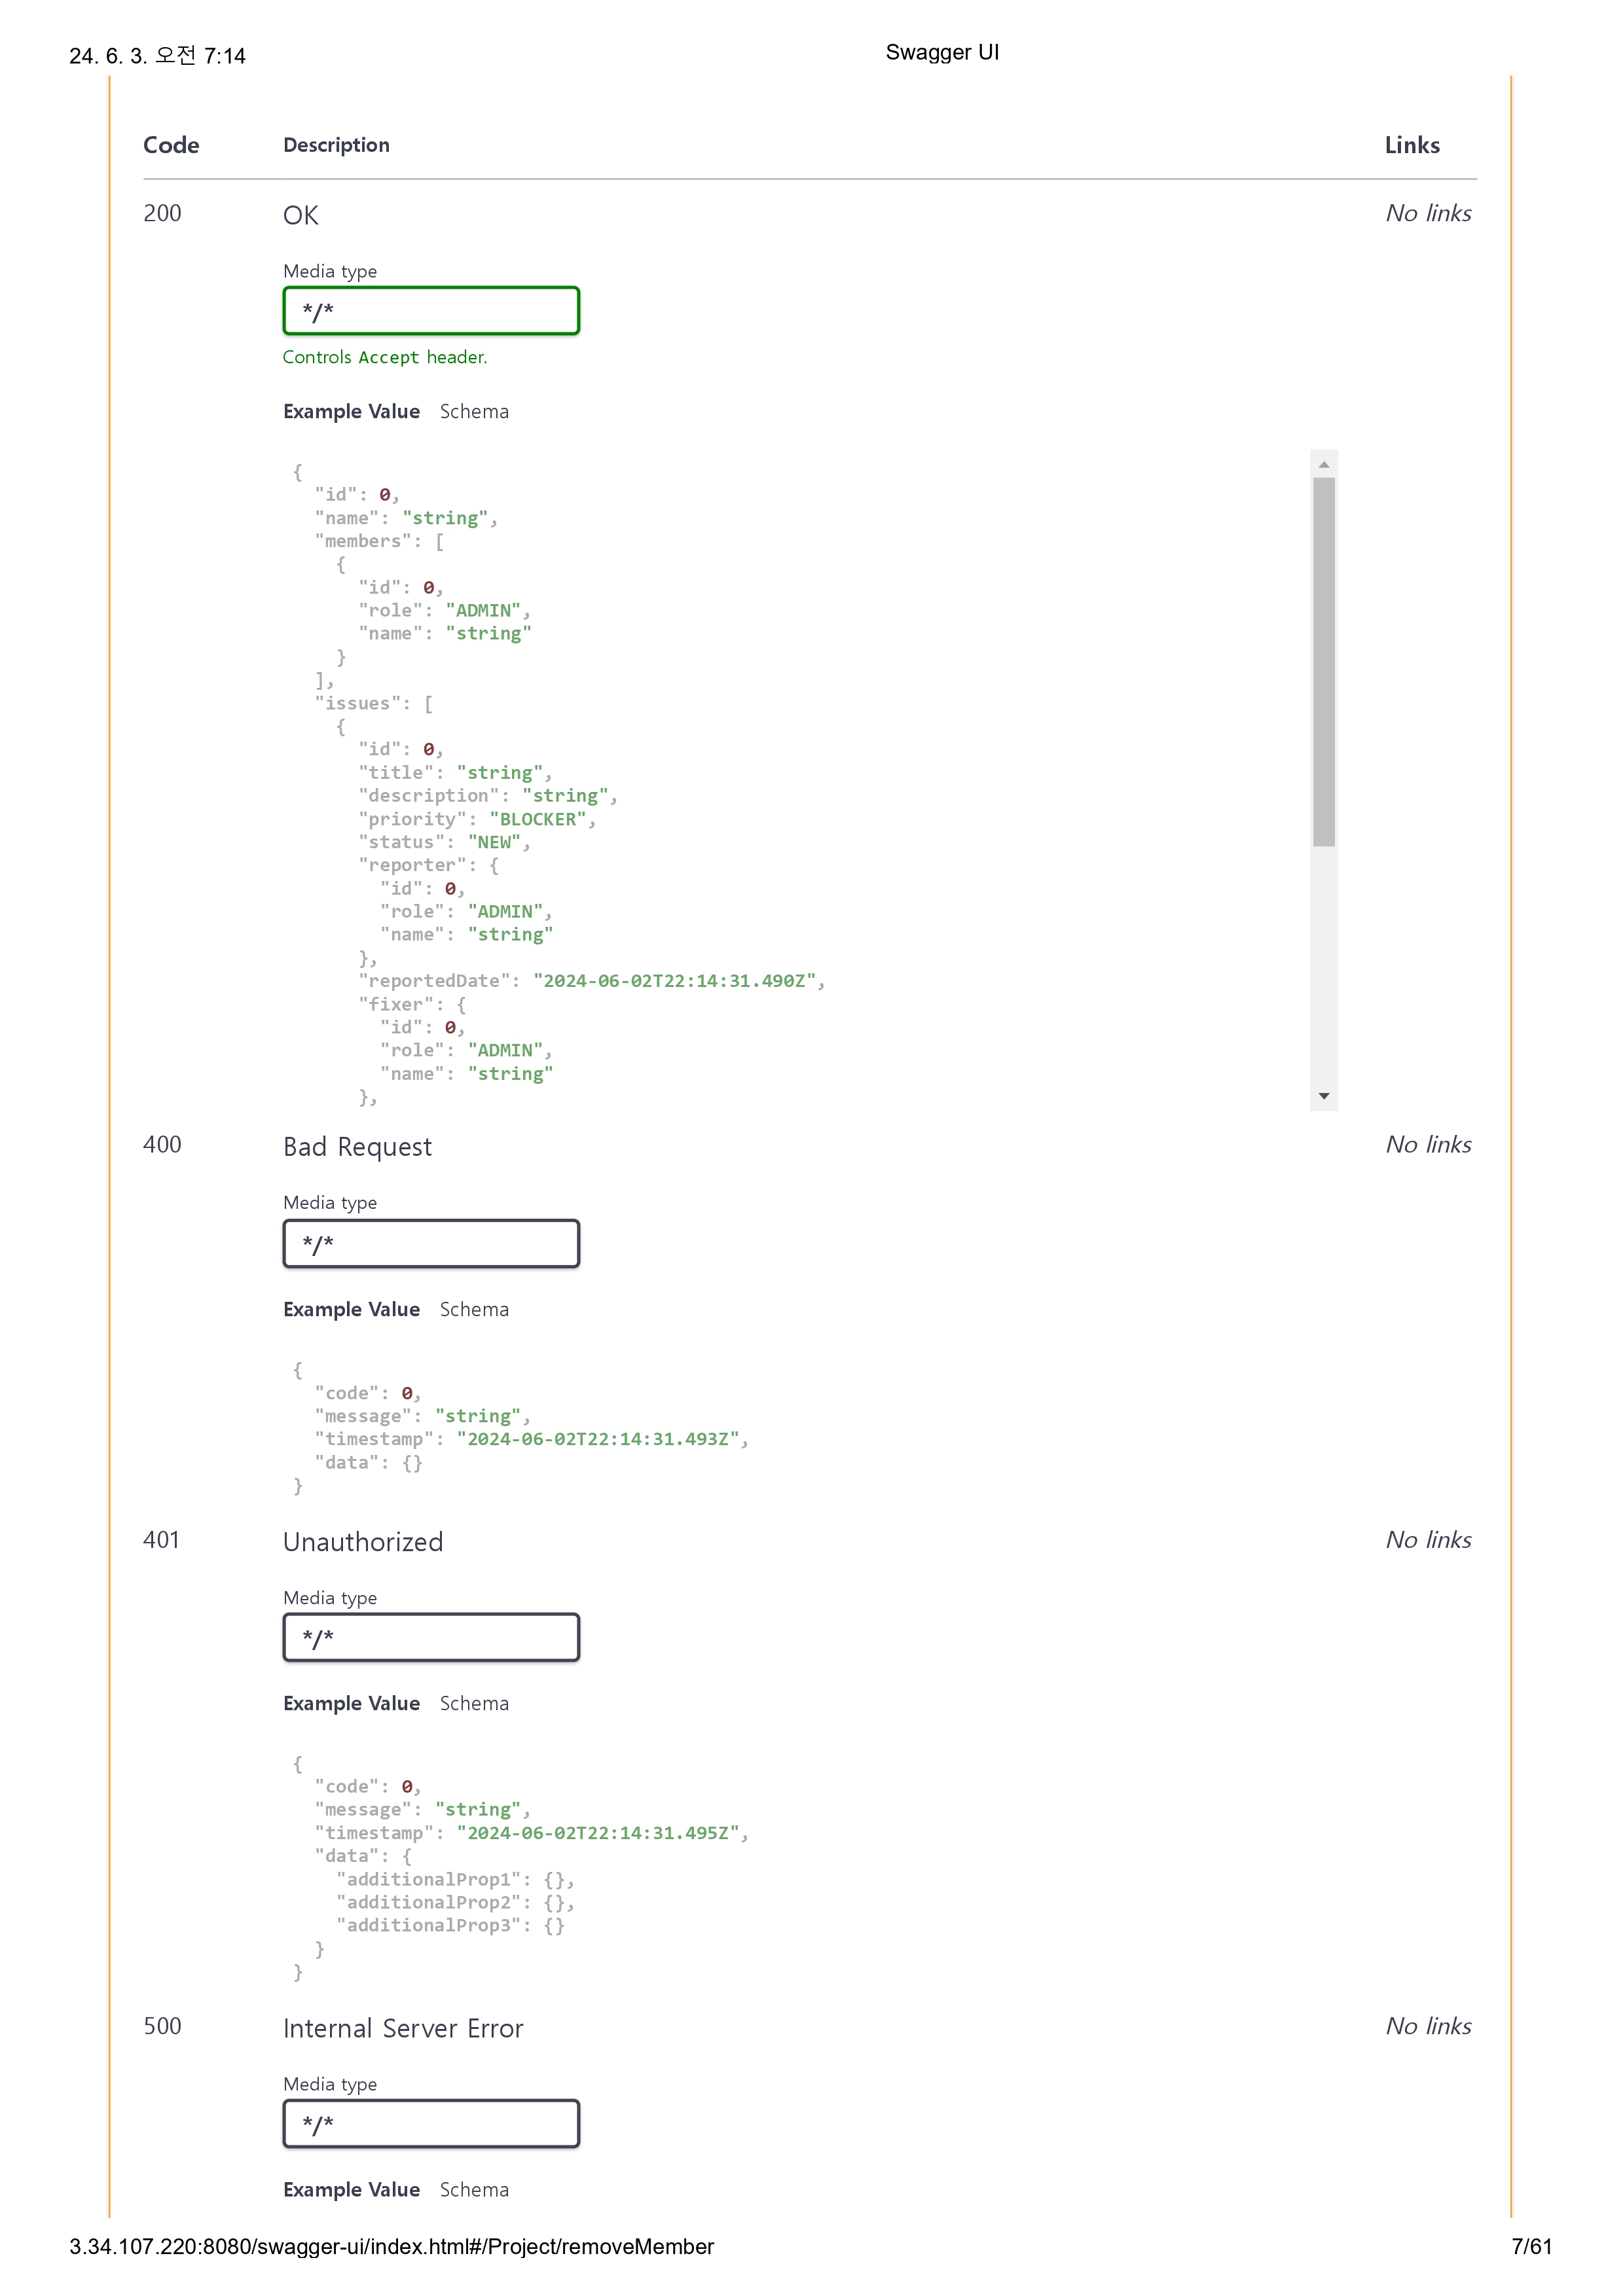 24. 6. 3. 오전 7:14 Swagger UI
Code Description Links
200 OK No links
Media type
*/*
Controls Accept header.
Example Value Schema
{
"id": 0,
"name": "string",
"members": [
{
"id": 0,
"role": "ADMIN",
"name": "string"
}
],
"issues": [
{
"id": 0,
"title": "string",
"description": "string",
"priority": "BLOCKER",
"status": "NEW",
"reporter": {
"id": 0,
"role": "ADMIN",
"name": "string"
},
"reportedDate": "2024-06-02T22:14:31.490Z",
"fixer": {
"id": 0,
"role": "ADMIN",
"name": "string"
},
400 Bad Request No links
Media type
*/*
Example Value Schema
{
"code": 0,
"message": "string",
"timestamp": "2024-06-02T22:14:31.493Z",
"data": {}
}
401 Unauthorized No links
Media type
*/*
Example Value Schema
{
"code": 0,
"message": "string",
"timestamp": "2024-06-02T22:14:31.495Z",
"data": {
"additionalProp1": {},
"additionalProp2": {},
"additionalProp3": {}
}
}
500 Internal Server Error No links
Media type
*/*
Example Value Schema
3.34.107.220:8080/swagger-ui/index.html#/Project/removeMember 7/61